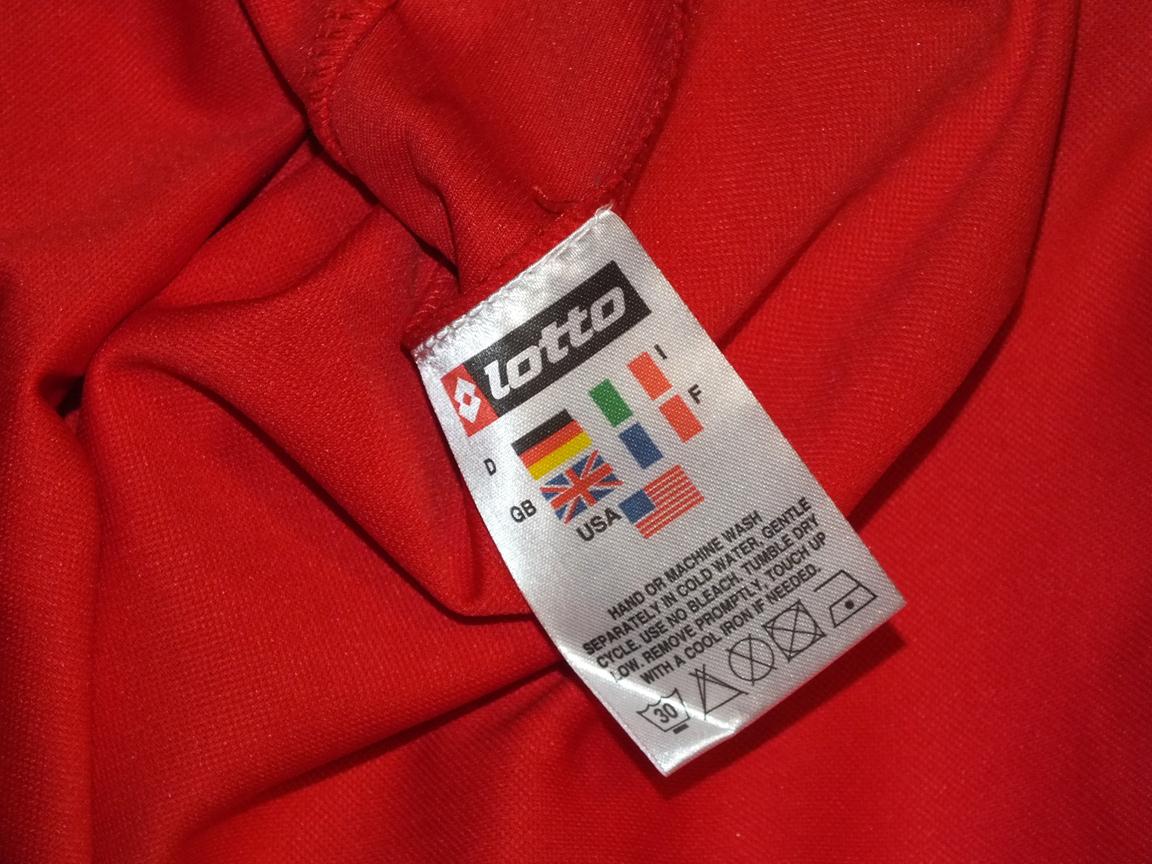 lotto
I
D
F
GB
USA
HAND OR MACHINE WASH
SEPARATELY IN COLD WATER, GENTLE
CYCLE. USE NO BLEACH. TUMBLE DRY
LOW. REMOVE PROMPTLY. TOUCH UP
WITH A COOL IRON IF NEEDED.
30